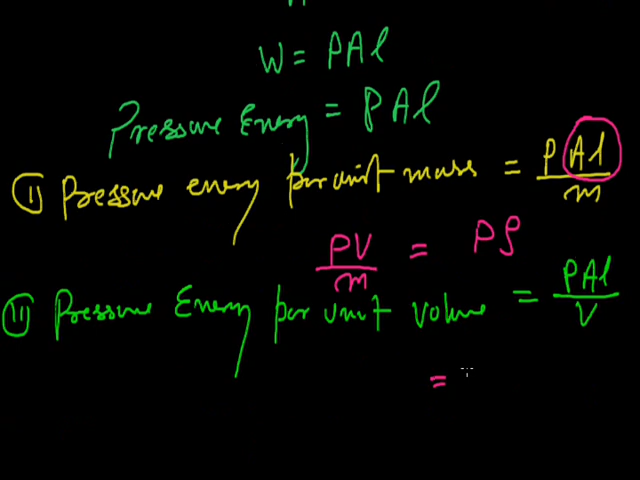 W = PAl
Pressure Energy = PAl
(i) Pressure energy per unit mass = PAl/m
PV/m = Pρ
(ii) Pressure Energy per unit volume = PAl/V
=